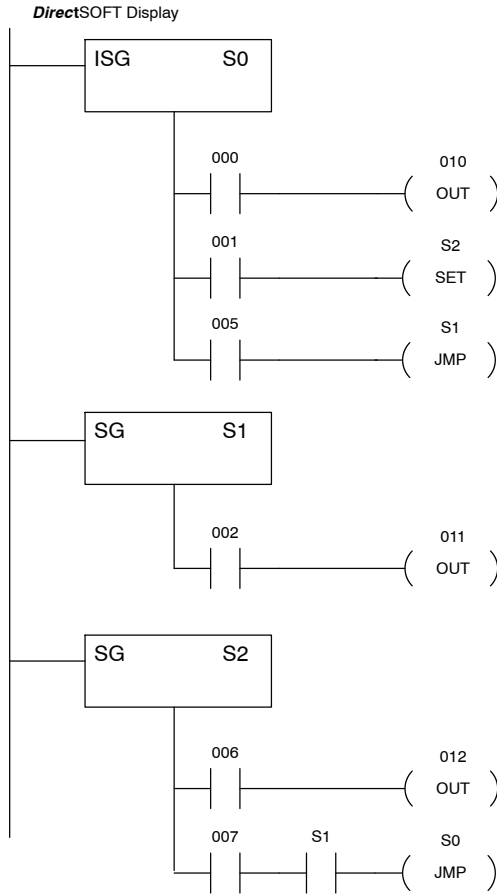 DirectSOFT Display
ISG S0
000 010
OUT
001 S2
SET
005 S1
JMP
SG S1
002 011
OUT
SG S2
006 012
OUT
007 S1 S0
JMP